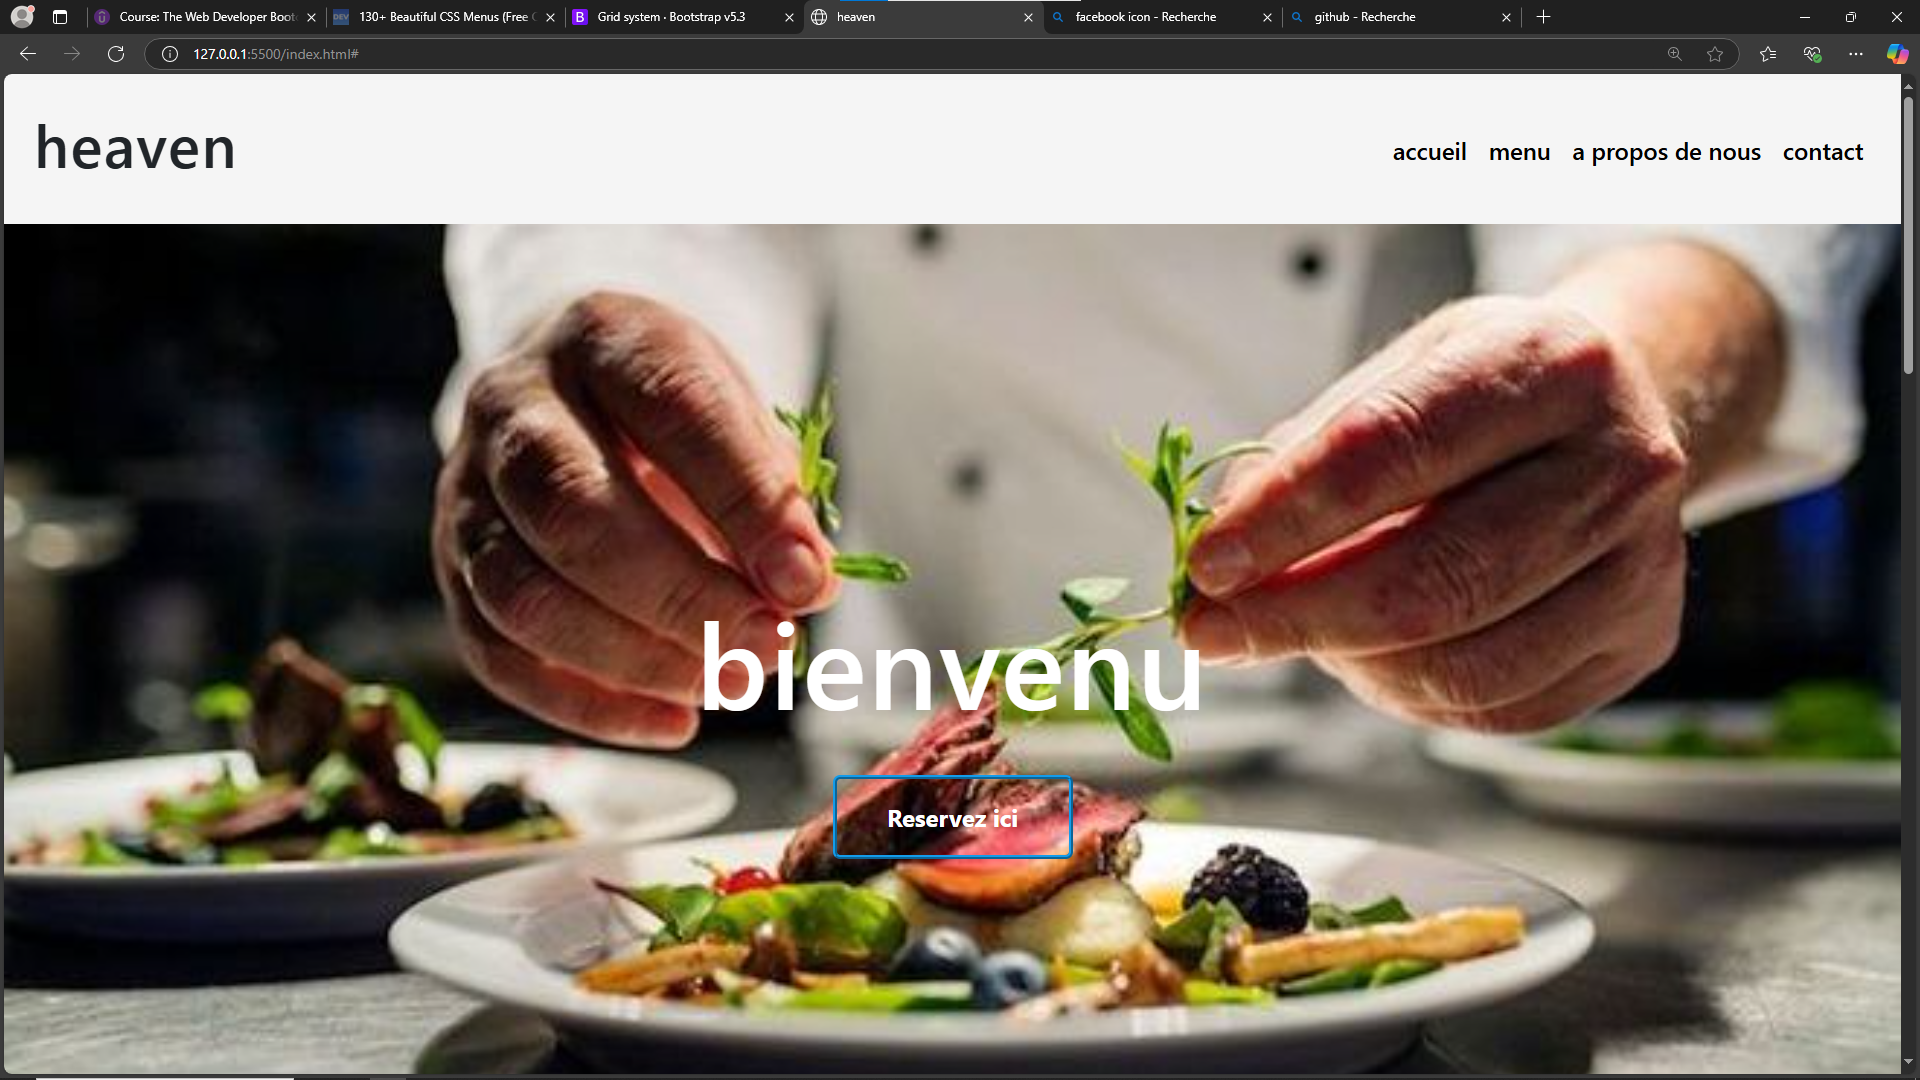 Course: The Web Developer Boot
130+ Beautiful CSS Menus (Free
Grid system · Bootstrap v5.3
heaven
facebook icon - Recherche
github - Recherche
127.0.0.1:5500/index.html#
heaven
accueil menu a propos de nous contact
bienvenu
Reservez ici